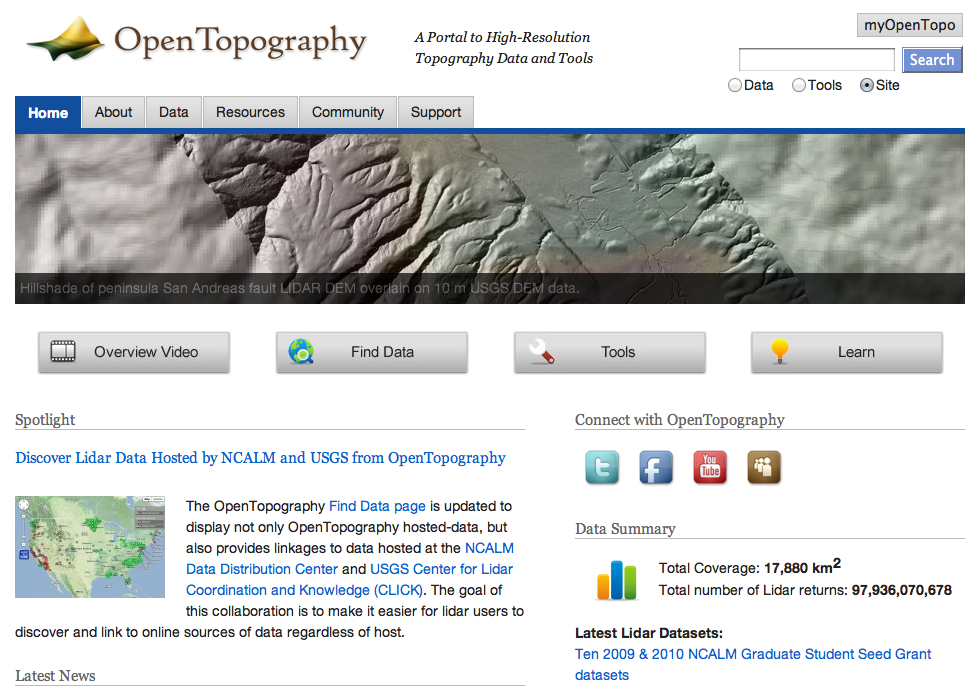 OpenTopography
A Portal to High-Resolution
Topography Data and Tools
myOpenTopo
Search
Data Tools Site
Home About Data Resources Community Support
Hillshade of peninsula San Andreas fault LIDAR DEM overlain on 10 m USGS DEM data.
Overview Video Find Data Tools Learn
Spotlight
Discover Lidar Data Hosted by NCALM and USGS from OpenTopography
The OpenTopography Find Data page is updated to
display not only OpenTopography hosted-data, but
also provides linkages to data hosted at the NCALM
Data Distribution Center and USGS Center for Lidar
Coordination and Knowledge (CLICK). The goal of
this collaboration is to make it easier for lidar users to
discover and link to online sources of data regardless of host.
Latest News
Connect with OpenTopography
t f You Tube
Data Summary
Total Coverage: 17,880 km2
Total number of Lidar returns: 97,936,070,678
Latest Lidar Datasets:
Ten 2009 & 2010 NCALM Graduate Student Seed Grant
datasets